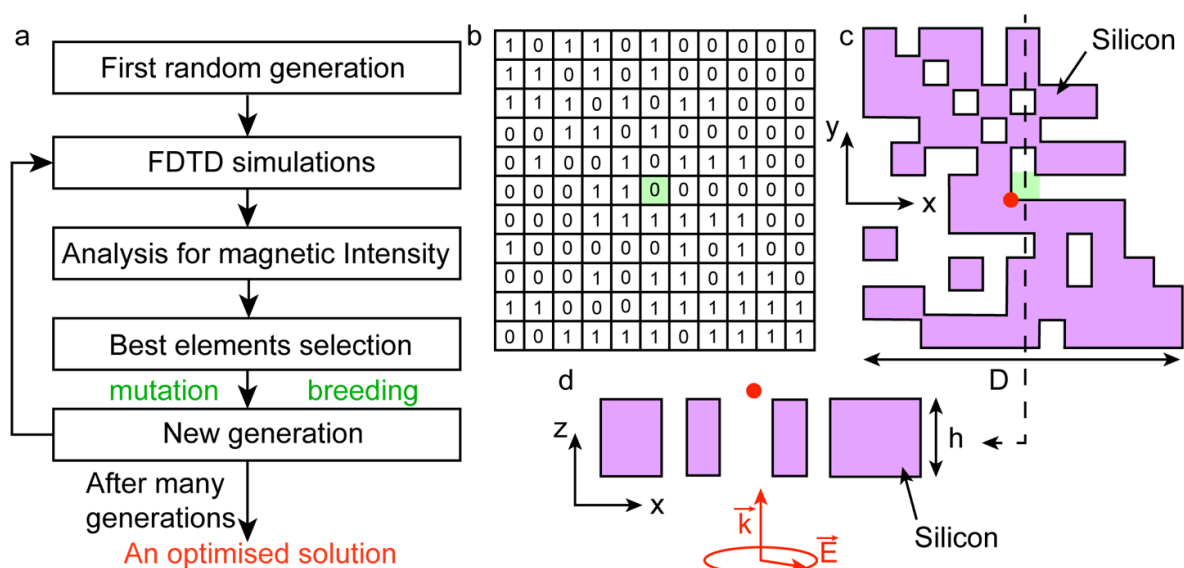 a
First random generation
FDTD simulations
Analysis for magnetic Intensity
Best elements selection
mutation breeding
New generation
After many
generations
An optimised solution
b
1 0 1 1 0 1 0 0 0 0 0
1 1 0 1 0 1 0 0 0 0 0
1 1 1 0 1 0 1 1 0 0 0
0 0 1 1 0 1 0 0 0 0 0
0 1 0 0 1 0 1 1 1 0 0
0 0 0 1 1 0 0 0 0 0 0
0 0 0 1 1 1 1 1 1 0 0
1 0 0 0 0 0 1 0 1 0 0
0 0 0 1 0 1 1 0 1 1 0
1 1 0 0 0 1 1 1 1 1 1
0 0 1 1 1 1 0 1 1 1 1
c
Silicon
y
x
D
d
z
x
h
k
E
Silicon